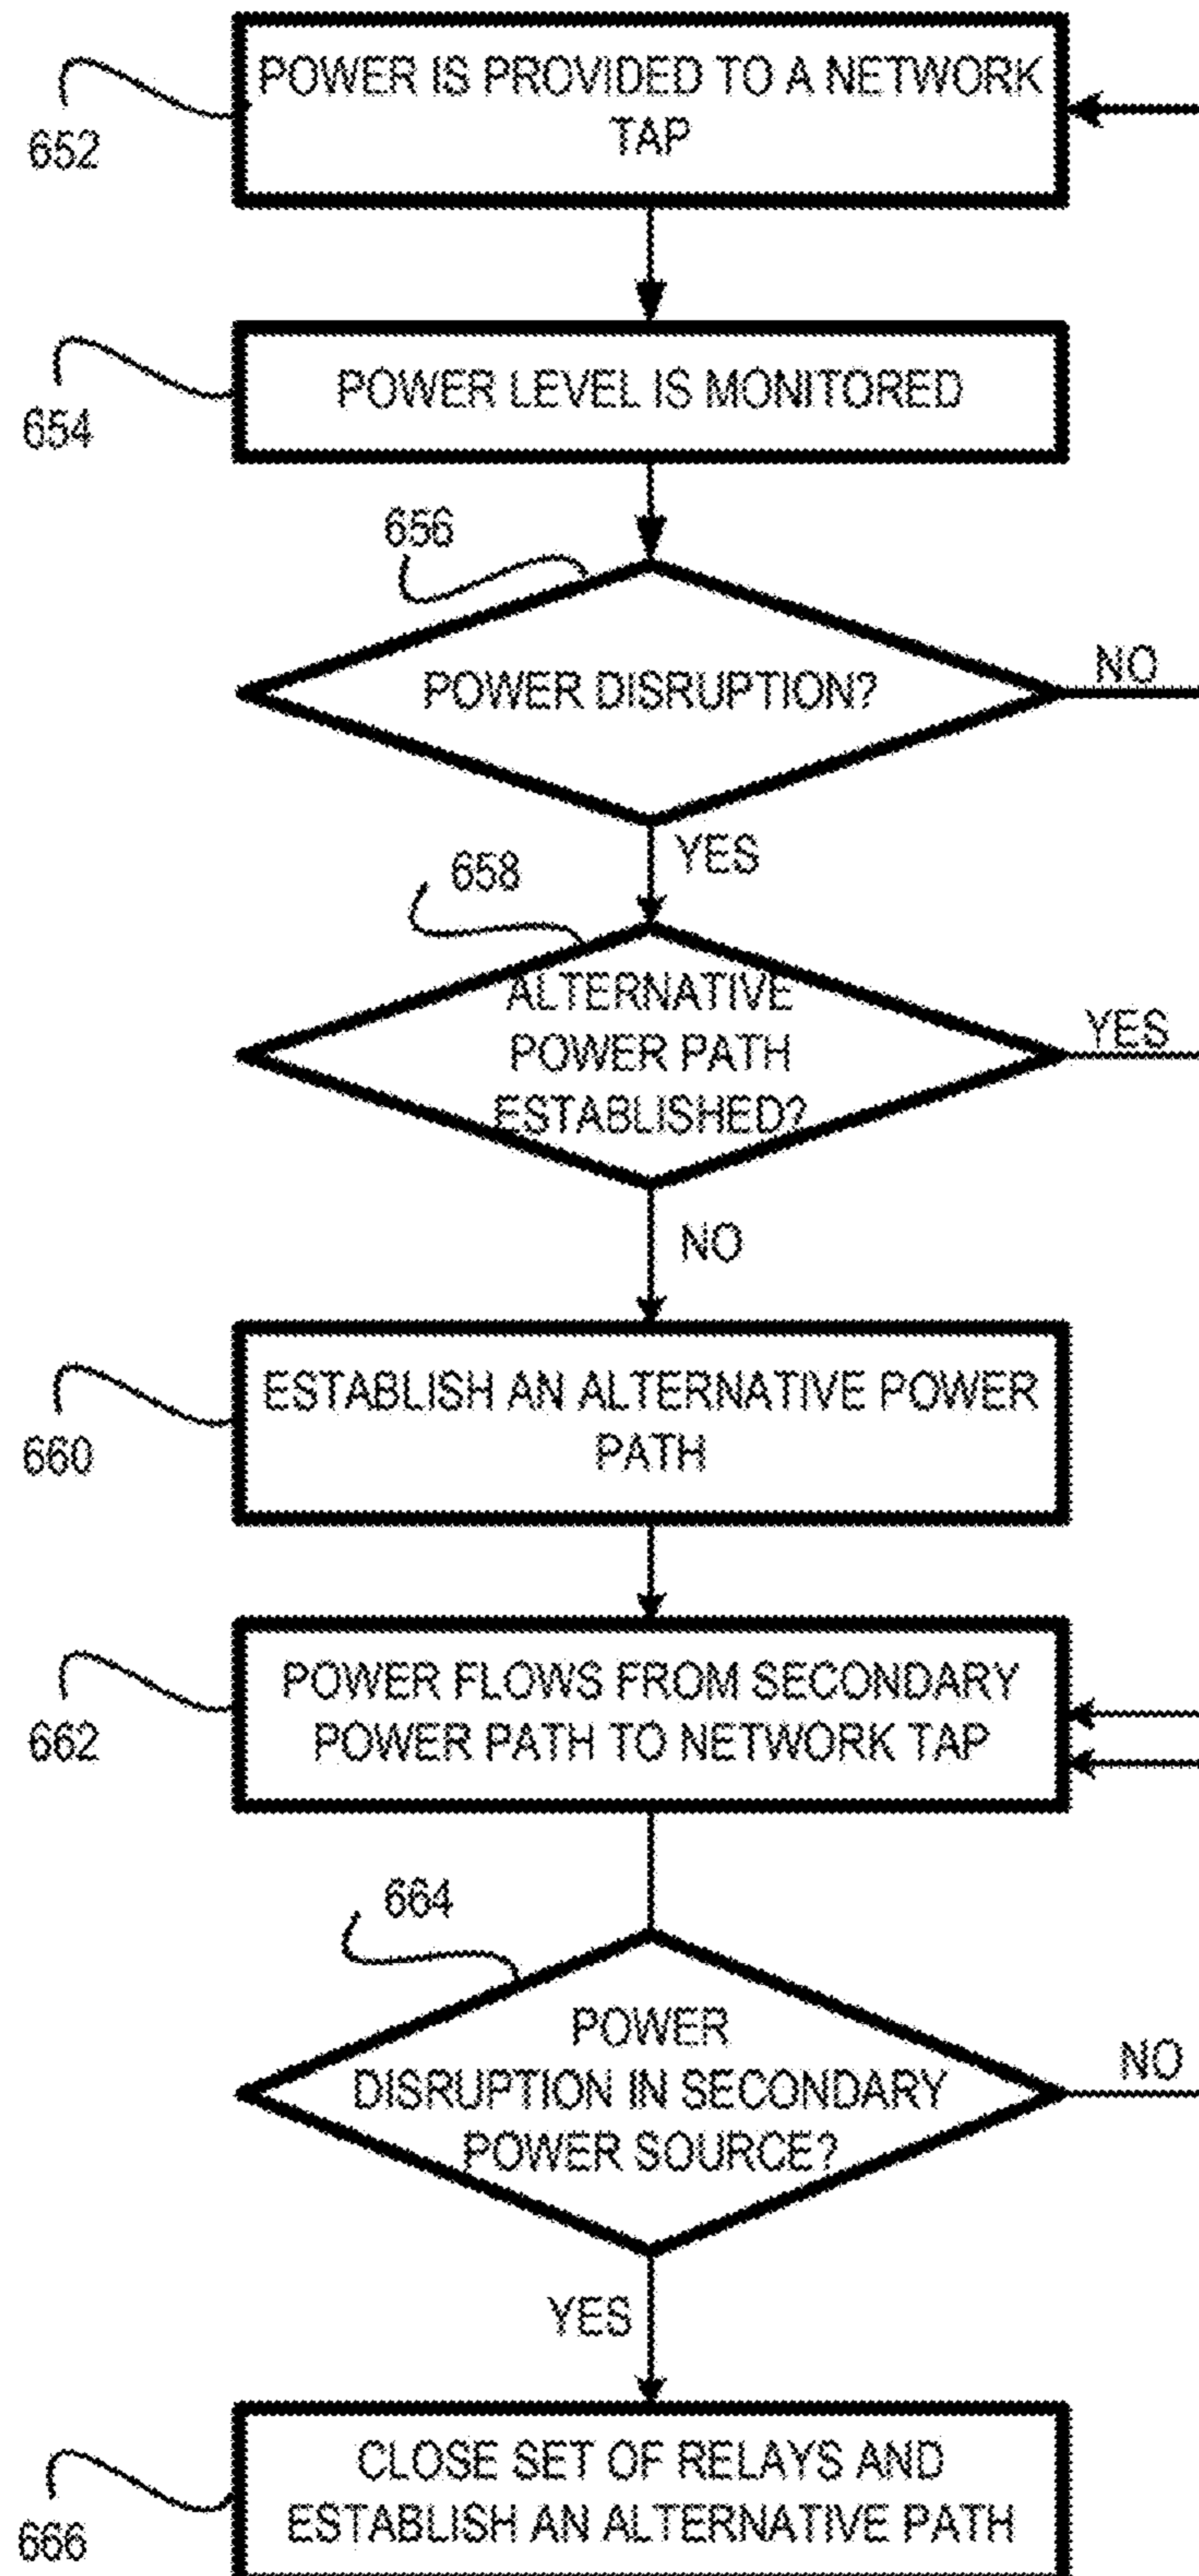 POWER IS PROVIDED TO A NETWORK
TAP
652
POWER LEVEL IS MONITORED
654
656
POWER DISRUPTION?
NO
YES
658
ALTERNATIVE
POWER PATH
ESTABLISHED?
YES
NO
ESTABLISH AN ALTERNATIVE POWER
PATH
660
POWER FLOWS FROM SECONDARY
POWER PATH TO NETWORK TAP
662
664
POWER
DISRUPTION IN SECONDARY
POWER SOURCE?
NO
YES
CLOSE SET OF RELAYS AND
ESTABLISH AN ALTERNATIVE PATH
666